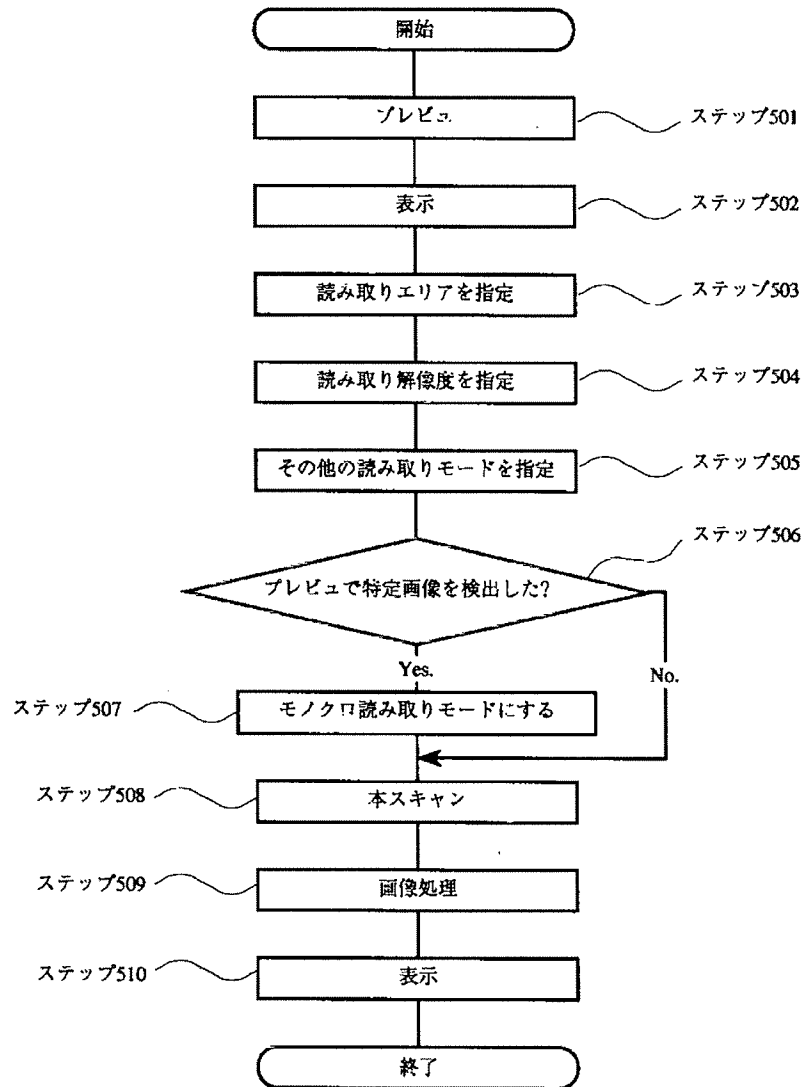 開始
プレビュ
ステップ501
表示
ステップ502
読み取りエリアを指定
ステップ503
読み取り解像度を指定
ステップ504
その他の読み取りモードを指定
ステップ505
ステップ506
プレビュで特定画像を検出した?
Yes.
No.
ステップ507
モノクロ読み取りモードにする
ステップ508
本スキャン
ステップ509
画像処理
ステップ510
表示
終了